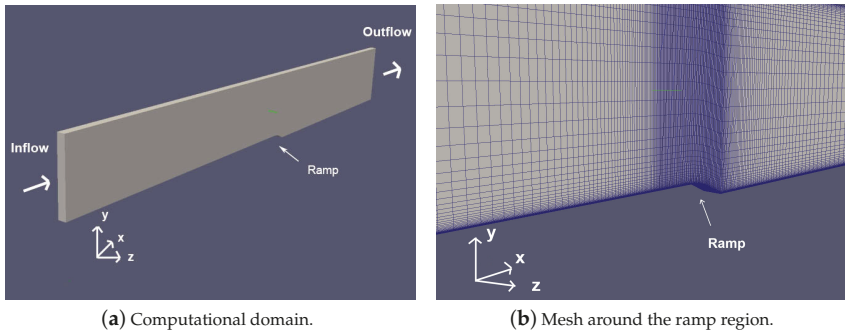 Outflow
Inflow
Ramp
y
x
z
(a) Computational domain.
Ramp
y
x
z
(b) Mesh around the ramp region.